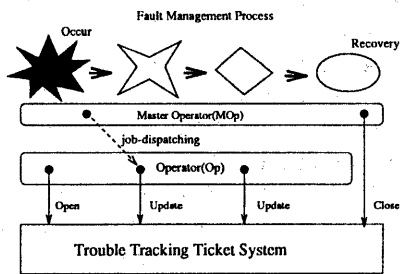 Fault Management Process
Occur
Recovery
Master Operator(MOp)
job-dispatching
Operator(Op)
Open
Update
Update
Close
Trouble Tracking Ticket System